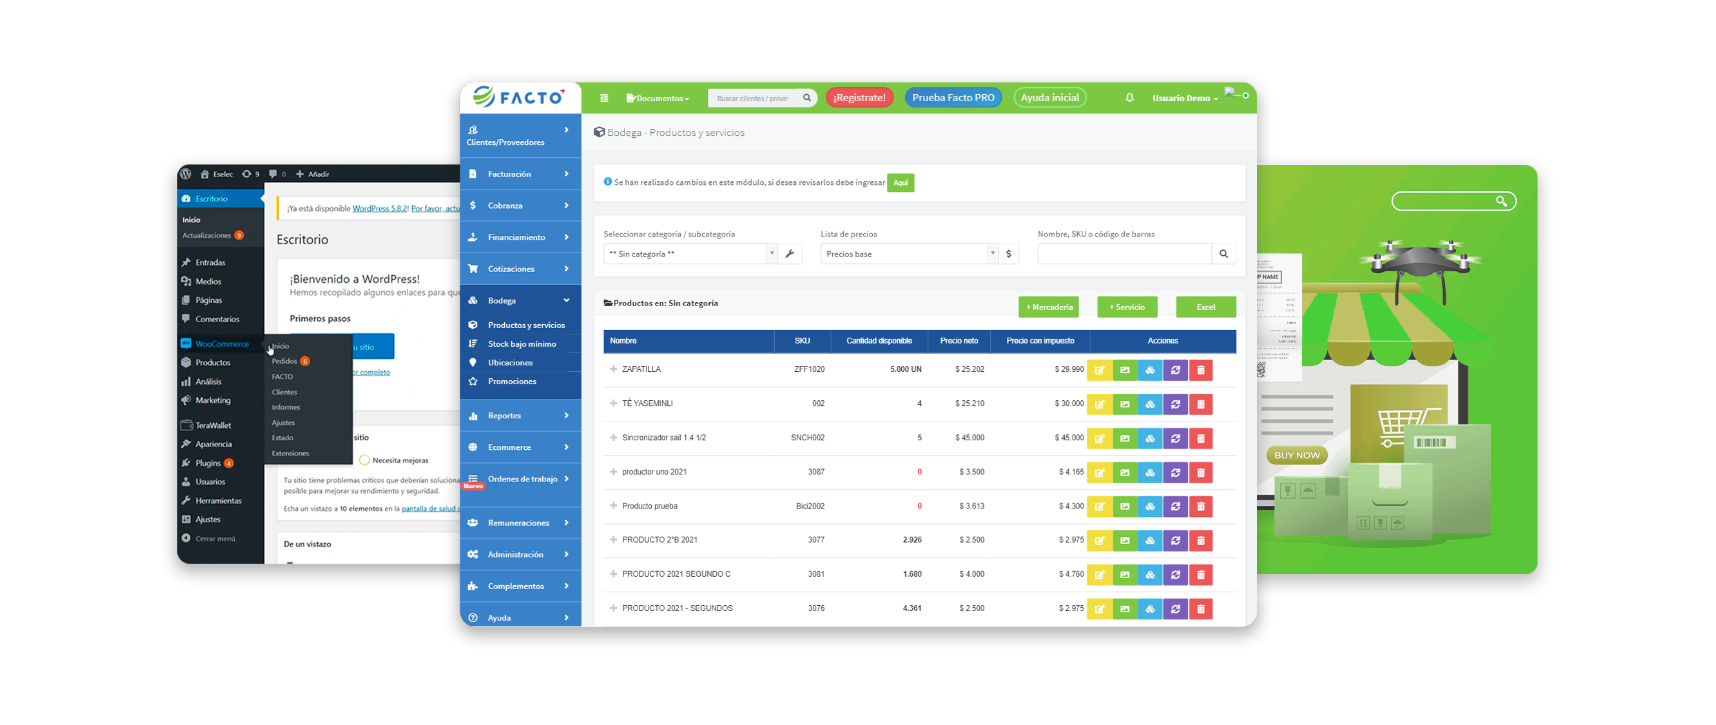 Eselec 9 0 Añadir
Escritorio
Inicio
Actualizaciones 9
Entradas
Medios
Páginas
Comentarios
WooCommerce
Productos
Análisis
Marketing
TeraWallet
Apariencia
Plugins 4
Usuarios
Herramientas
Ajustes
Cerrar menú
Inicio
Pedidos 6
FACTO
Clientes
Informes
Ajustes
Estado
Extensiones
¡Ya está disponible WordPress 5.8.2! Por favor, actu
Escritorio
¡Bienvenido a WordPress!
Hemos recopilado algunos enlaces para que
Primeros pasos
u sitio
or completo
sitio
Necesita mejoras
Tu sitio tiene problemas críticos que deberían soluciona
posible para mejorar su rendimiento y seguridad.
Echa un vistazo a 10 elementos en la pantalla de salud d
De un vistazo
FACTO
Documentos
Buscar clientes / prove
¡Regístrate!
Prueba Facto PRO
Ayuda inicial
Usuario Demo
Clientes/Proveedores
Facturación
Cobranza
Financiamiento
Cotizaciones
Bodega
Productos y servicios
Stock bajo mínimo
Ubicaciones
Promociones
Reportes
Ecommerce
Ordenes de trabajo
Nuevo
Remuneraciones
Administración
Complementos
Ayuda
Bodega - Productos y servicios
Se han realizado cambios en este módulo, si desea revisarlos debe ingresar Aquí
Seleccionar categoría / subcategoría Lista de precios Nombre, SKU o código de barras
** Sin categoría ** Precios base $
Productos en: Sin categoría + Mercadería + Servicio Excel
Nombre SKU Cantidad disponible Precio neto Precio con impuesto Acciones
ZAPATILLA ZFF1020 5.000 UN $ 25.202 $ 29.990
TÉ YASEMINLI 002 4 $ 25.210 $ 30.000
Sincronizador sail 1.4 1/2 SNCH002 5 $ 45.000 $ 45.000
productor uno 2021 3087 0 $ 3.500 $ 4.165
Producto prueba Bici2002 0 $ 3.613 $ 4.300
PRODUCTO 2°B 2021 3077 2.926 $ 2.500 $ 2.975
PRODUCTO 2021 SEGUNDO C 3081 1.680 $ 4.000 $ 4.760
PRODUCTO 2021 - SEGUNDOS 3076 4.361 $ 2.500 $ 2.975
P NAME
BUY NOW